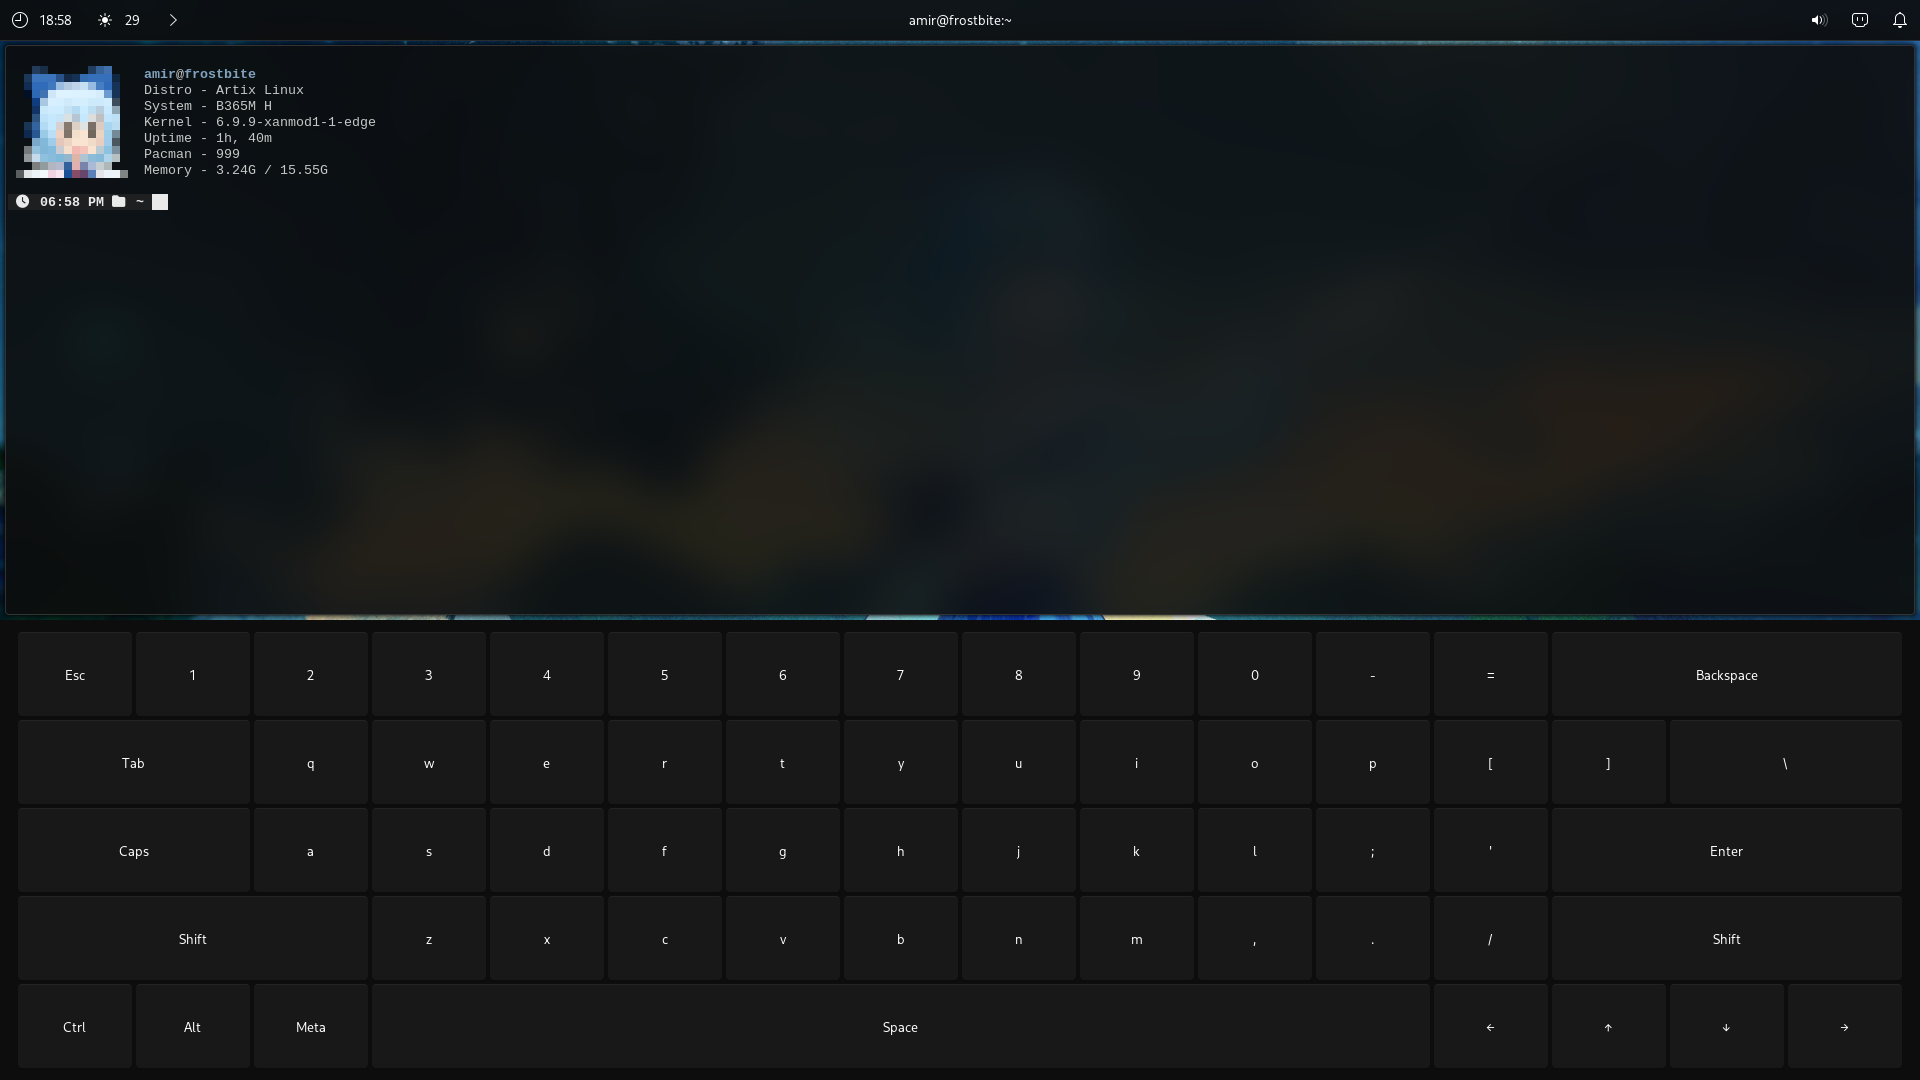 18:58 29 amir@frostbite:~
amir@frostbite
Distro - Artix Linux
System - B365M H
Kernel - 6.9.9-xanmod1-1-edge
Uptime - 1h, 40m
Pacman - 999
Memory - 3.24G / 15.55G
06:58 PM ~
Esc 1 2 3 4 5 6 7 8 9 0 - = Backspace
Tab q w e r t y u i o p [ ] \
Caps a s d f g h j k l ; ' Enter
Shift z x c v b n m , . / Shift
Ctrl Alt Meta Space ← ↑ ↓ →